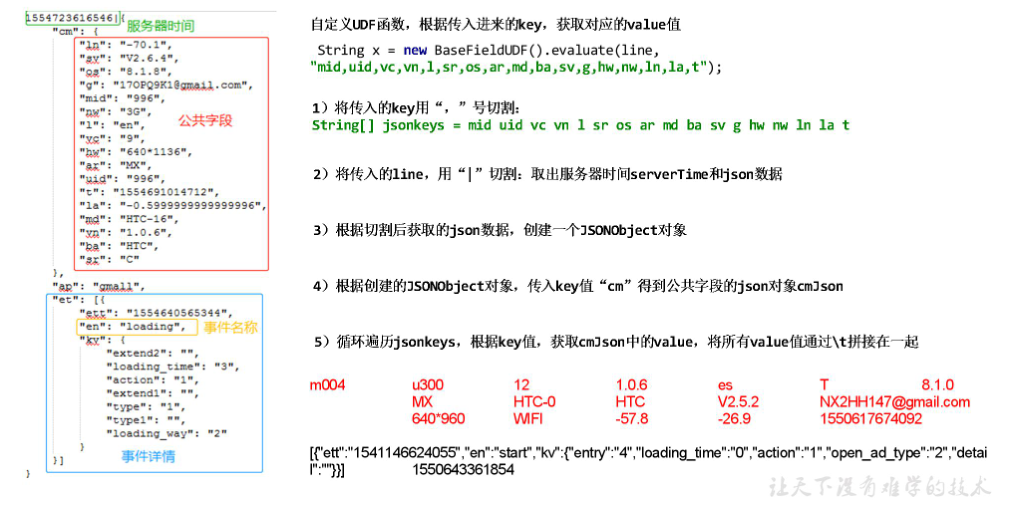 1554723616546|{
服务器时间
"cm": {
"ln": "-70.1",
"sv": "V2.6.4",
"os": "8.1.8",
"g": "17OPQ9K1@gmail.com",
"mid": "996",
"nw": "3G",
"l": "en",
公共字段
"vc": "9",
"hw": "640*1136",
"ar": "MX",
"uid": "996",
"t": "1554691014712",
"la": "-0.5999999999999996",
"md": "HTC-16",
"vn": "1.0.6",
"ba": "HTC",
"sr": "C"
},
"ap": "gmall",
"et": [{
"ett": "1554640565344",
"en": "loading",
事件名称
"kv": {
"extend2": "",
"loading_time": "3",
"action": "1",
"extend1": "",
"type": "1",
"type1": "",
"loading_way": "2"
}
}]
事件详情
}
自定义UDF函数，根据传入进来的key，获取对应的value值
String x = new BaseFieldUDF().evaluate(line,
"mid,uid,vc,vn,l,sr,os,ar,md,ba,sv,g,hw,nw,ln,la,t");
1）将传入的key用“，”号切割：
String[] jsonkeys = mid uid vc vn l sr os ar md ba sv g hw nw ln la t
2）将传入的line，用“|”切割：取出服务器时间serverTime和json数据
3）根据切割后获取的json数据，创建一个JSONObject对象
4）根据创建的JSONObject对象，传入key值“cm”得到公共字段的json对象cmJson
5）循环遍历jsonkeys，根据key值，获取cmJson中的value，将所有value值通过\t拼接在一起
m004 u300 12 1.0.6 es T 8.1.0
MX HTC-0 HTC V2.5.2 NX2HH147@gmail.com
640*960 WIFI -57.8 -26.9 1550617674092
[{"ett":"1541146624055","en":"start","kv":{"entry":"4","loading_time":"0","action":"1","open_ad_type":"2","detai
l":""}}] 1550643361854
让天下没有难学的技术